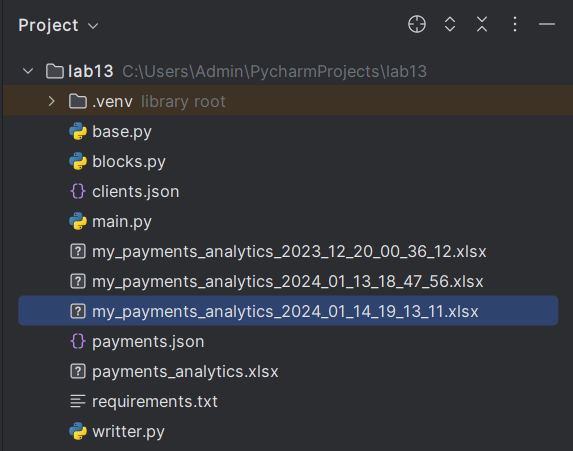 Project
lab13 C:\Users\Admin\PycharmProjects\lab13
.venv library root
base.py
blocks.py
clients.json
main.py
my_payments_analytics_2023_12_20_00_36_12.xlsx
my_payments_analytics_2024_01_13_18_47_56.xlsx
my_payments_analytics_2024_01_14_19_13_11.xlsx
payments.json
payments_analytics.xlsx
requirements.txt
writter.py